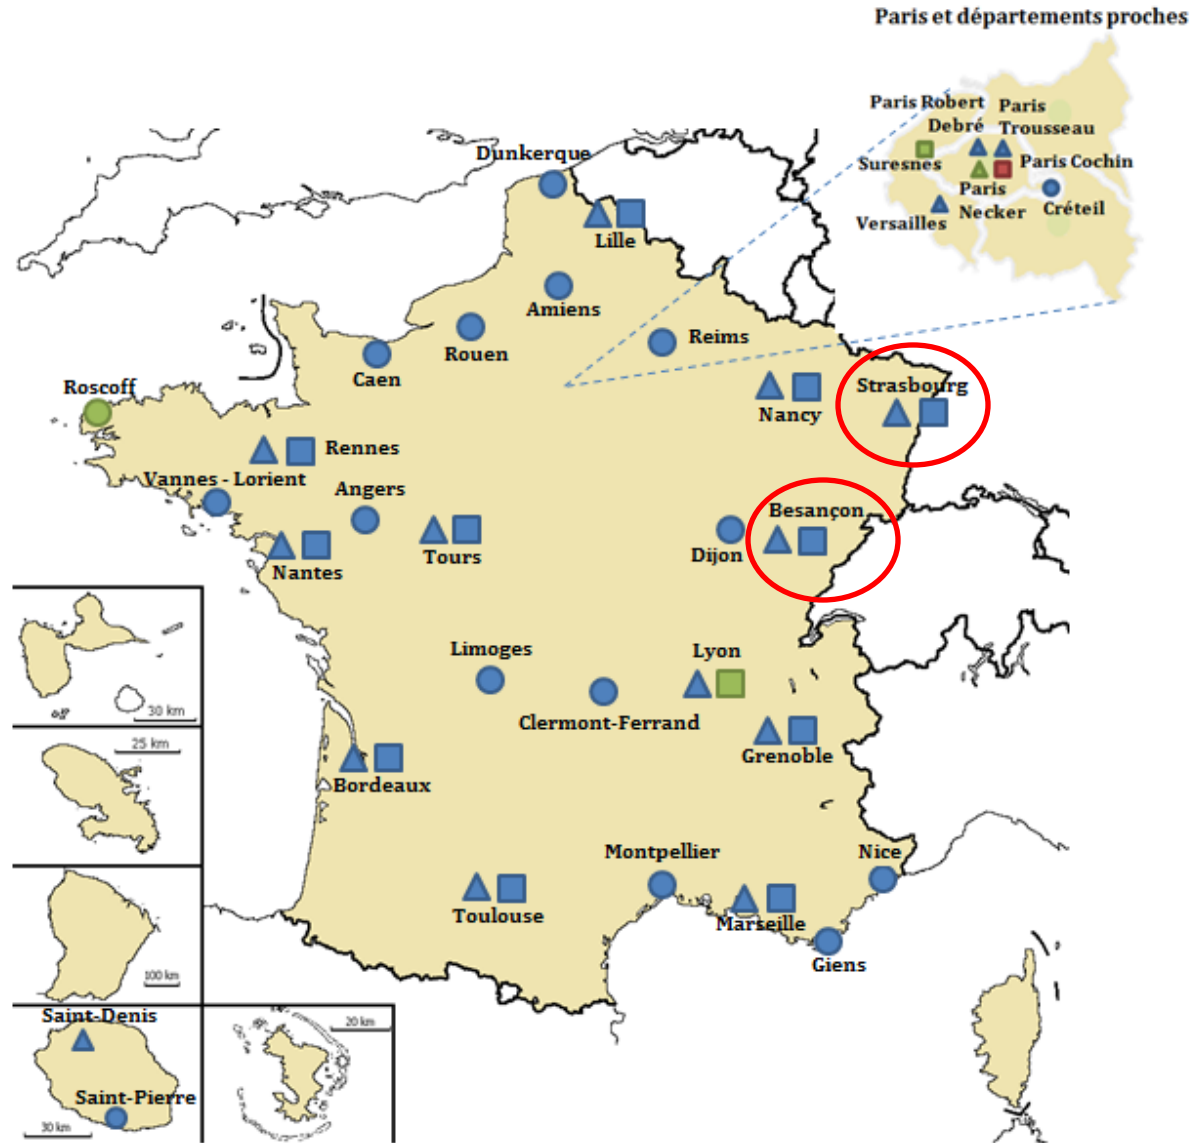 Paris et départements proches
Paris Robert
Debré
Paris
Trousseau
Suresnes
Paris Cochin
Paris
Necker
Créteil
Versailles
Dunkerque
Lille
Amiens
Rouen
Reims
Caen
Strasbourg
Roscoff
Nancy
Rennes
Vannes - Lorient
Angers
Besançon
Dijon
Tours
Nantes
Limoges
Lyon
Clermont-Ferrand
30 km
25 km
Grenoble
Bordeaux
Montpellier
Nice
Toulouse
Marseille
Giens
100 km
Saint-Denis
20 km
Saint-Pierre
30 km